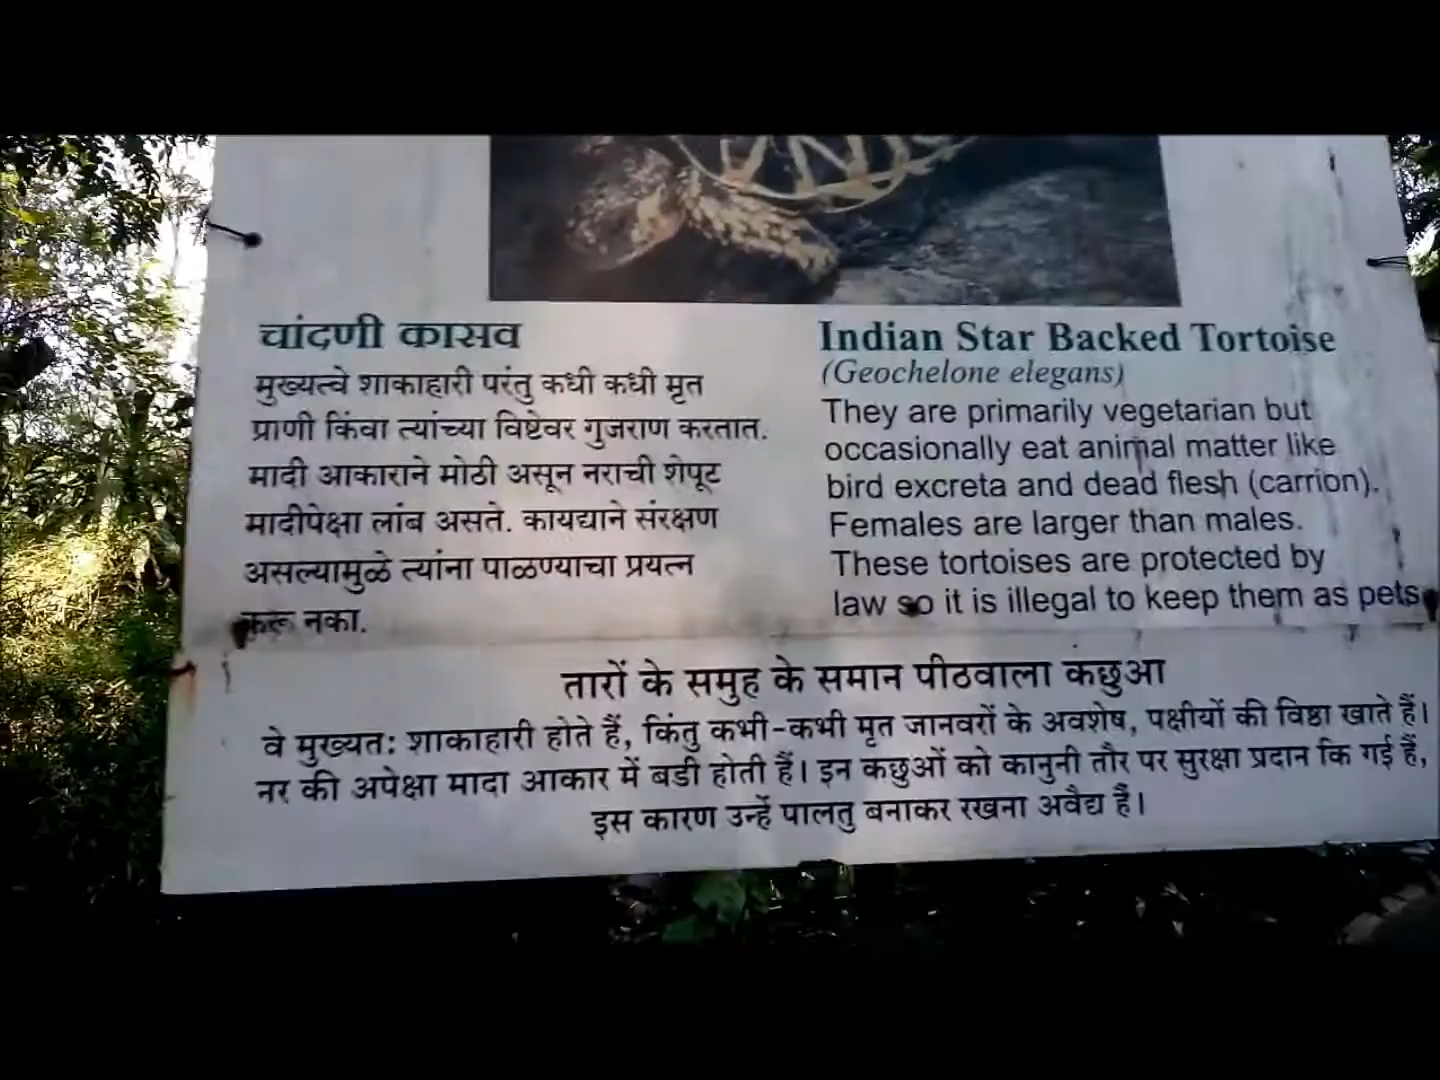 चांदणी कासव
मुख्यत्वे शाकाहारी परंतु कधी कधी मृत
प्राणी किंवा त्यांच्या विष्टेवर गुजराण करतात.
मादी आकाराने मोठी असून नराची शेपूट
मादीपेक्षा लांब असते. कायद्याने संरक्षण
असल्यामुळे त्यांना पाळण्याचा प्रयत्न
करू नका.
Indian Star Backed Tortoise
(Geochelone elegans)
They are primarily vegetarian but
occasionally eat animal matter like
bird excreta and dead flesh (carrion).
Females are larger than males.
These tortoises are protected by
law so it is illegal to keep them as pets
तारों के समुह के समान पीठवाला कछुआ
वे मुख्यतः शाकाहारी होते हैं, किंतु कभी-कभी मृत जानवरों के अवशेष, पक्षीयों की विष्ठा खाते हैं।
नर की अपेक्षा मादा आकार में बडी होती हैं। इन कछुओं को कानुनी तौर पर सुरक्षा प्रदान कि गई हैं,
इस कारण उन्हें पालतु बनाकर रखना अवैद्य हैं।